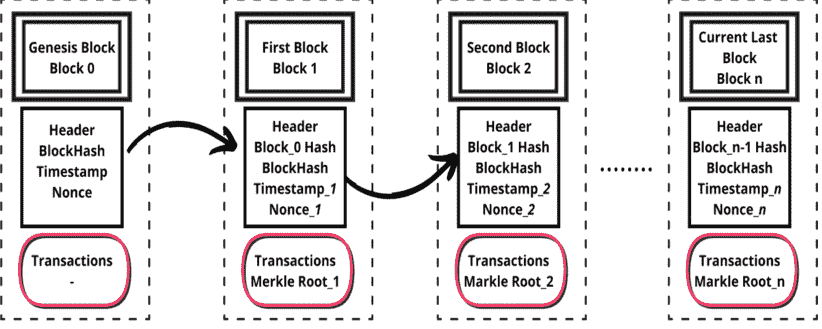 Genesis Block
Block 0
Header
BlockHash
Timestamp
Nonce
Transactions
-
First Block
Block 1
Header
Block_0 Hash
BlockHash
Timestamp_1
Nonce_1
Transactions
Merkle Root_1
Second Block
Block 2
Header
Block_1 Hash
BlockHash
Timestamp_2
Nonce_2
Transactions
Markle Root_2
........
Current Last
Block
Block n
Header
Block_n-1 Hash
BlockHash
Timestamp_n
Nonce_n
Transactions
Markle Root_n